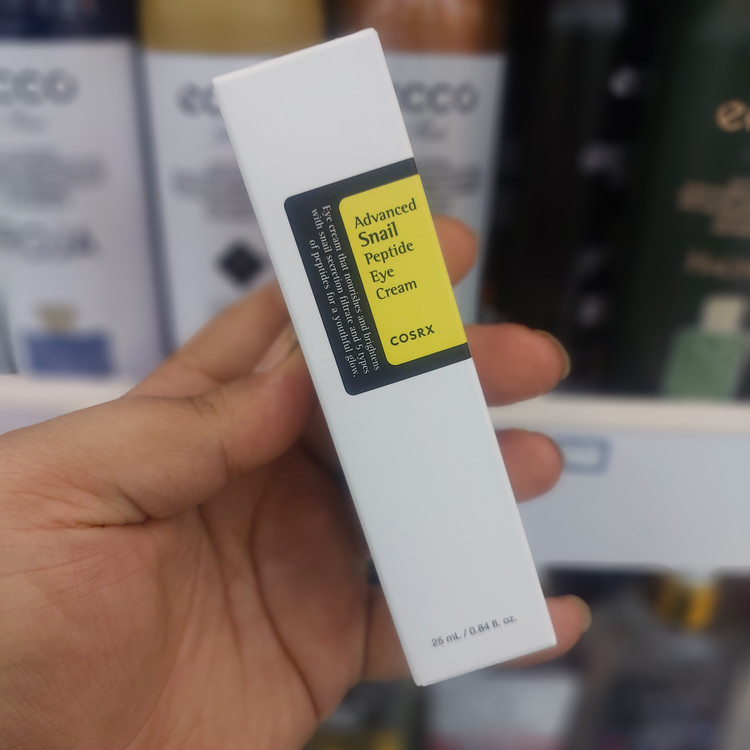 Advanced
Snail
Peptide
Eye
Cream
COSRX
Eye cream that nourishes and brightens
with snail secretion filtrate and 5 types
of peptides for a youthful glow.
25 mL / 0.84 fl. oz.